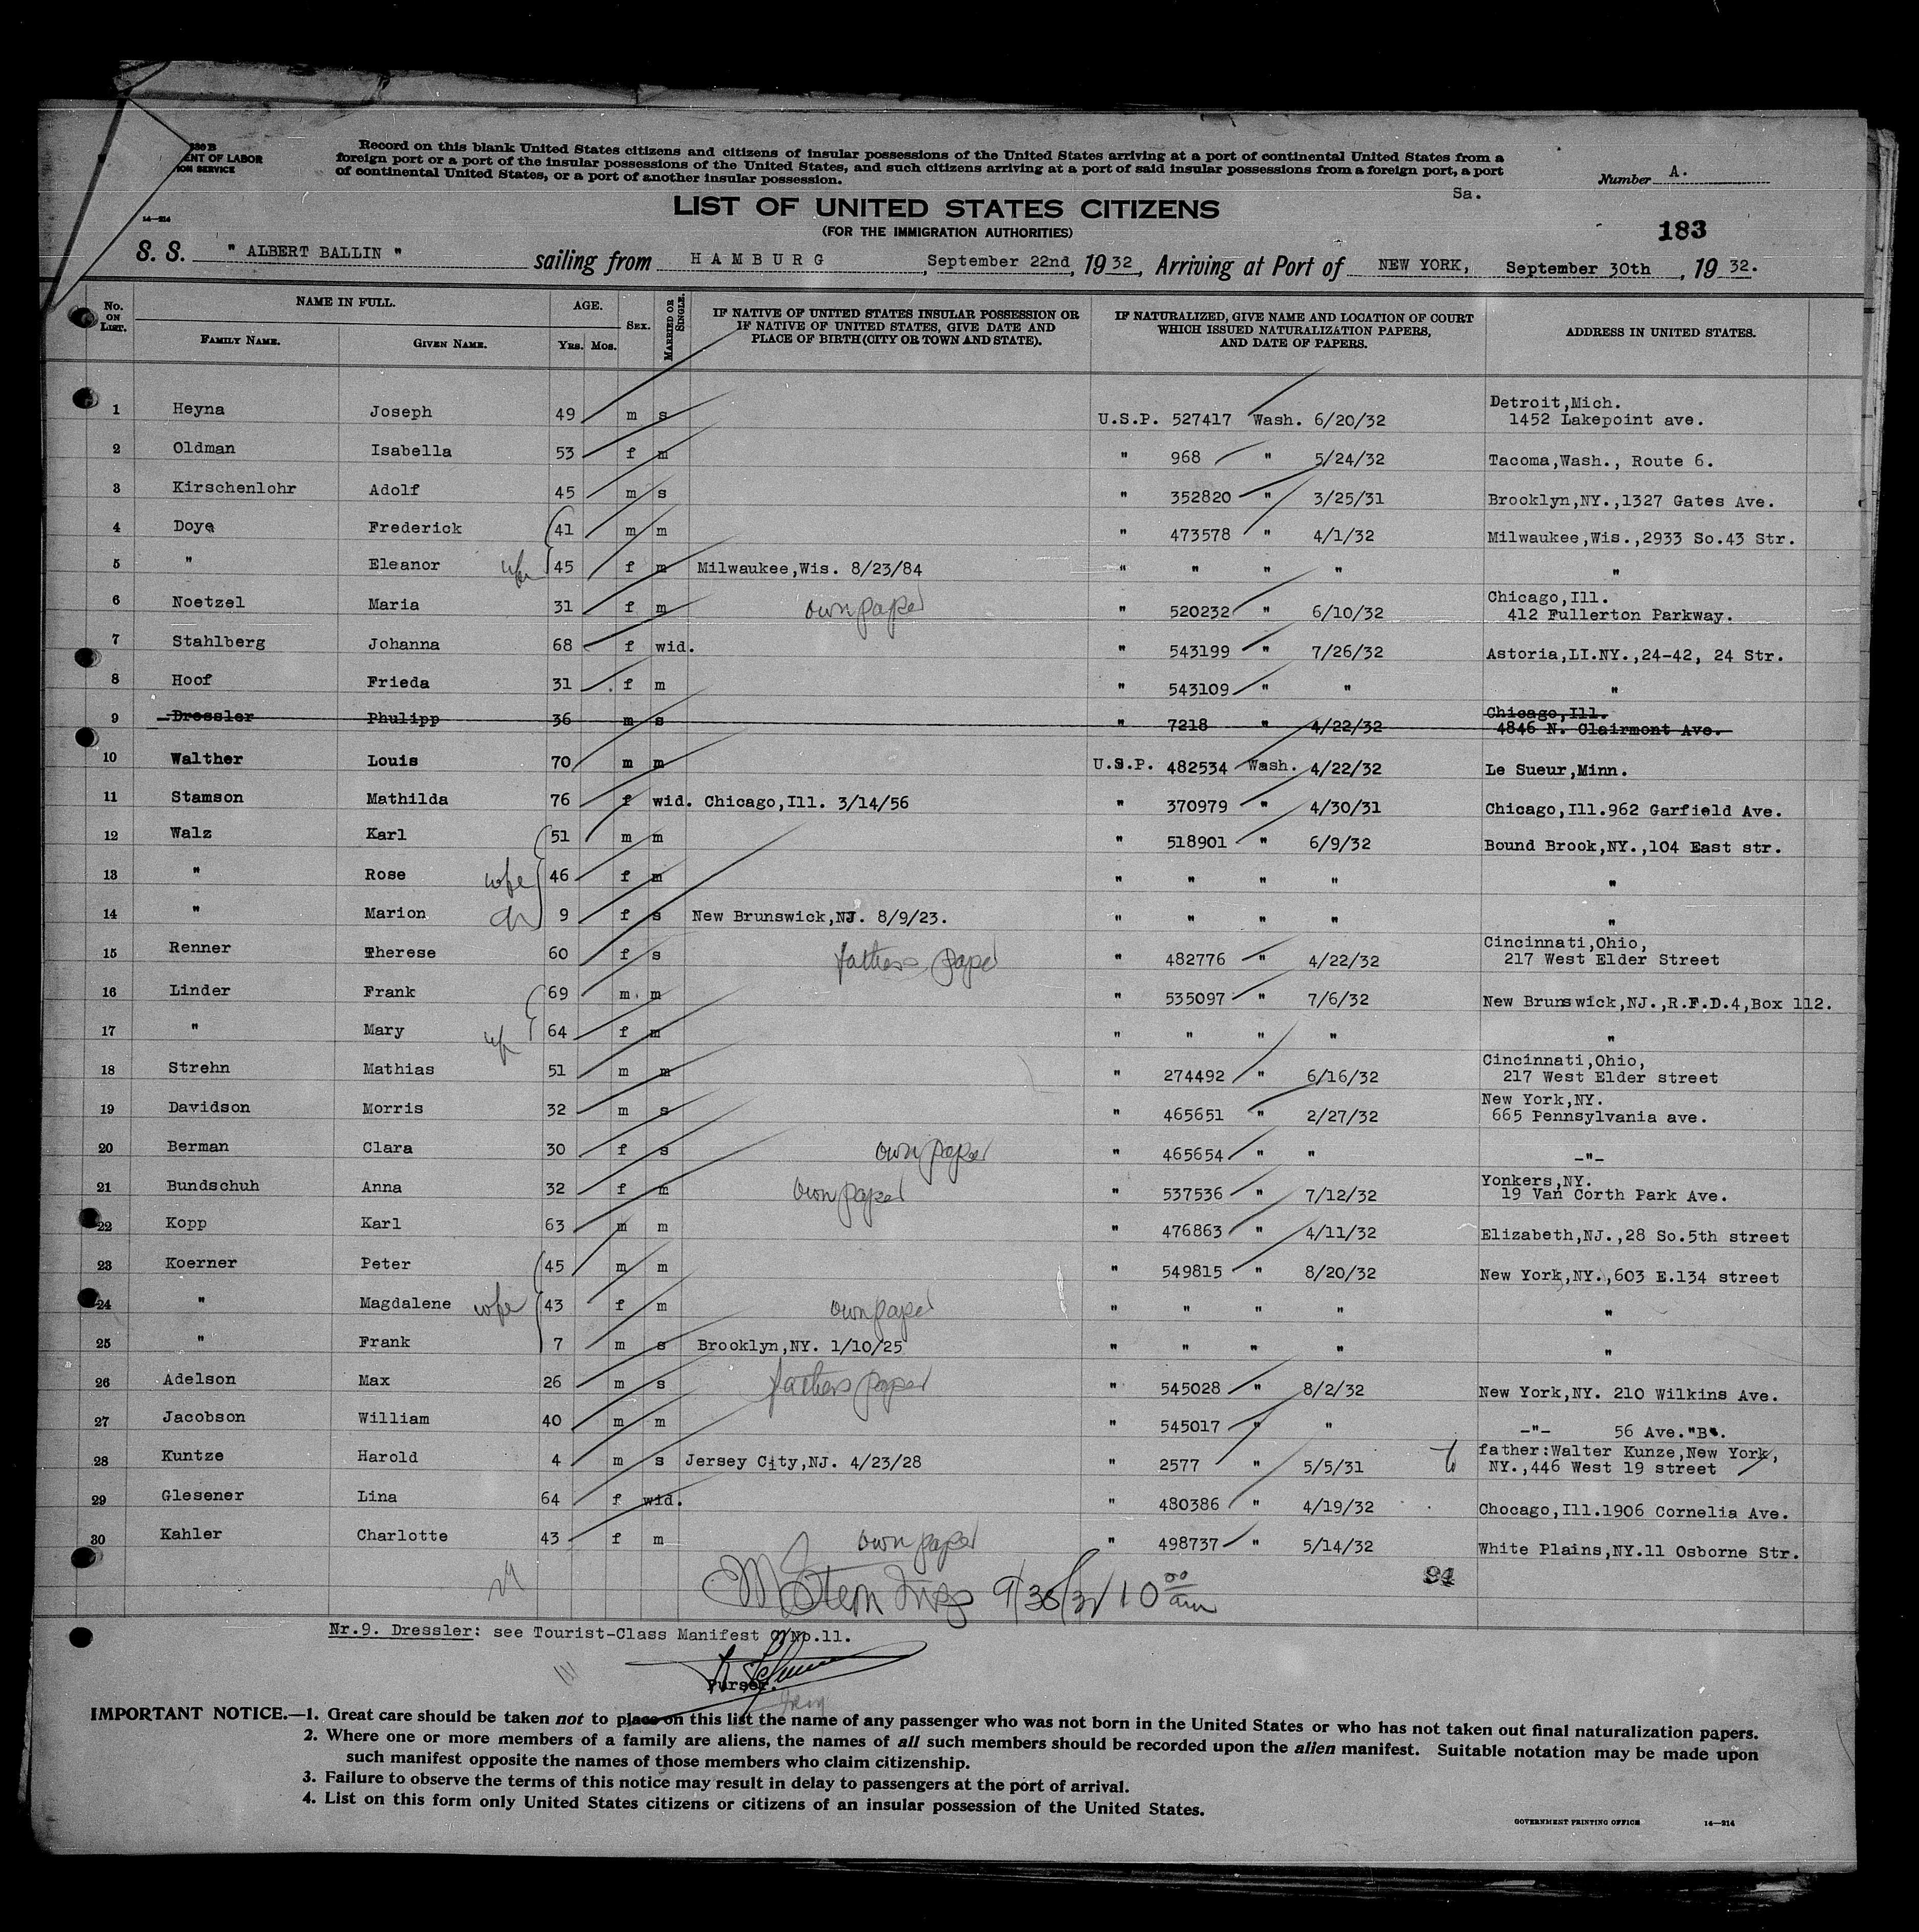 630 B
ENT OF LABOR
ION SERVICE
14—214
Record on this blank United States citizens and citizens of insular possessions of the United States arriving at a port of continental United States from a
foreign port or a port of the insular possessions of the United States, and such citizens arriving at a port of said insular possessions from a foreign port, a port
of continental United States, or a port of another insular possession.
Number A.
Sa.
LIST OF UNITED STATES CITIZENS
(FOR THE IMMIGRATION AUTHORITIES)
183
S. S. " ALBERT BALLIN " sailing from HAMBURG, September 22nd, 1932, Arriving at Port of NEW YORK, September 30th, 1932.
No. ON LIST. NAME IN FULL. FAMILY NAME. GIVEN NAME. AGE. YRS. MOS. SEX. MARRIED OR SINGLE. IF NATIVE OF UNITED STATES INSULAR POSSESSION OR IF NATIVE OF UNITED STATES, GIVE DATE AND PLACE OF BIRTH (CITY OR TOWN AND STATE). IF NATURALIZED, GIVE NAME AND LOCATION OF COURT WHICH ISSUED NATURALIZATION PAPERS, AND DATE OF PAPERS. ADDRESS IN UNITED STATES.
1 Heyna Joseph 49 m s U.S.P. 527417 Wash. 6/20/32 Detroit,Mich. 1452 Lakepoint ave.
2 Oldman Isabella 53 f m " 968 " 5/24/32 Tacoma,Wash., Route 6.
3 Kirschenlohr Adolf 45 m s " 352820 " 3/25/31 Brooklyn,NY.,1327 Gates Ave.
4 Doye Frederick 41 m m " 473578 " 4/1/32 Milwaukee,Wis.,2933 So.43 Str.
5 " Eleanor wife 45 f m Milwaukee,Wis. 8/23/84 " " " " "
6 Noetzel Maria 31 f m own paper " 520232 " 6/10/32 Chicago,Ill. 412 Fullerton Parkway.
7 Stahlberg Johanna 68 f wid. " 543199 " 7/26/32 Astoria,LI.NY.,24-42, 24 Str.
8 Hoof Frieda 31 f m " 543109 " " "
9 Dressler Phulipp 36 m s " 7218 " 4/22/32 Chicago,Ill. 4846 N. Clairmont Ave.
10 Walther Louis 70 m m U.S.P. 482534 Wash. 4/22/32 Le Sueur,Minn.
11 Stamson Mathilda 76 f wid. Chicago,Ill. 3/14/56 " 370979 " 4/30/31 Chicago,Ill.962 Garfield Ave.
12 Walz Karl 51 m m " 518901 " 6/9/32 Bound Brook,NY.,104 East str.
13 " Rose wife 46 f m " " " " "
14 " Marion 9 f s New Brunswick,NJ. 8/9/23. " " " " "
15 Renner Therese 60 f s fathers paper " 482776 " 4/22/32 Cincinnati,Ohio, 217 West Elder Street
16 Linder Frank 69 m m " 535097 " 7/6/32 New Brunswick,NJ.,R.F.D.4,Box 112.
17 " Mary wf 64 f m " " " " "
18 Strehn Mathias 51 m m " 274492 " 6/16/32 Cincinnati,Ohio, 217 West Elder street
19 Davidson Morris 32 m s " 465651 " 2/27/32 New York,NY. 665 Pennsylvania ave.
20 Berman Clara 30 f s own paper " 465654 " " -"-
21 Bundschuh Anna 32 f m own paper " 537536 " 7/12/32 Yonkers,NY. 19 Van Corth Park Ave.
22 Kopp Karl 63 m m " 476863 " 4/11/32 Elizabeth,NJ.,28 So.5th street
23 Koerner Peter 45 m m " 549815 " 8/20/32 New York,NY.,603 E.134 street
24 " Magdalene wife 43 f m own paper " " " " "
25 " Frank 7 m s Brooklyn,NY. 1/10/25 " " " " "
26 Adelson Max 26 m s fathers paper " 545028 " 8/2/32 New York,NY. 210 Wilkins Ave.
27 Jacobson William 40 m m " 545017 " " -"- 56 Ave."B".
28 Kuntze Harold 4 m s Jersey City,NJ. 4/23/28 " 2577 " 5/5/31 father:Walter Kunze,New York, NY.,446 West 19 street
29 Glesener Lina 64 f wid. " 480386 " 4/19/32 Chocago,Ill.1906 Cornelia Ave.
30 Kahler Charlotte 43 f m own paper " 498737 " 5/14/32 White Plains,NY.11 Osborne Str.
29 Stern Insp 9/30/32 10 00 am
Nr.9. Dressler: see Tourist-Class Manifest No.11.
Purser.
IMPORTANT NOTICE.—1. Great care should be taken not to place on this list the name of any passenger who was not born in the United States or who has not taken out final naturalization papers.
2. Where one or more members of a family are aliens, the names of all such members should be recorded upon the alien manifest. Suitable notation may be made upon
such manifest opposite the names of those members who claim citizenship.
3. Failure to observe the terms of this notice may result in delay to passengers at the port of arrival.
4. List on this form only United States citizens or citizens of an insular possession of the United States.
GOVERNMENT PRINTING OFFICE 14—214